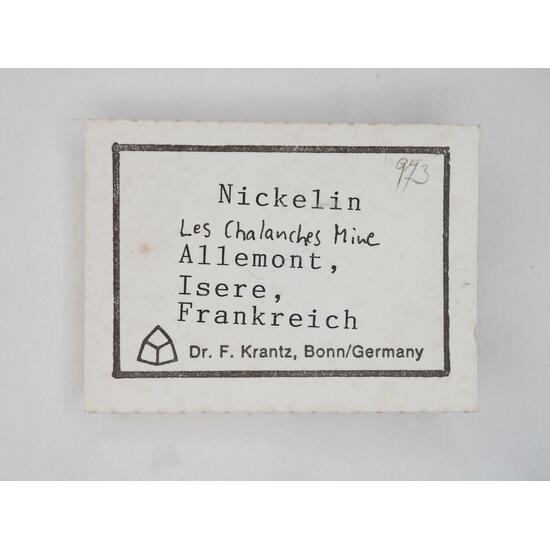 973
Nickelin
Les Chalanches Mine
Allemont,
Isere,
Frankreich
Dr. F. Krantz, Bonn/Germany